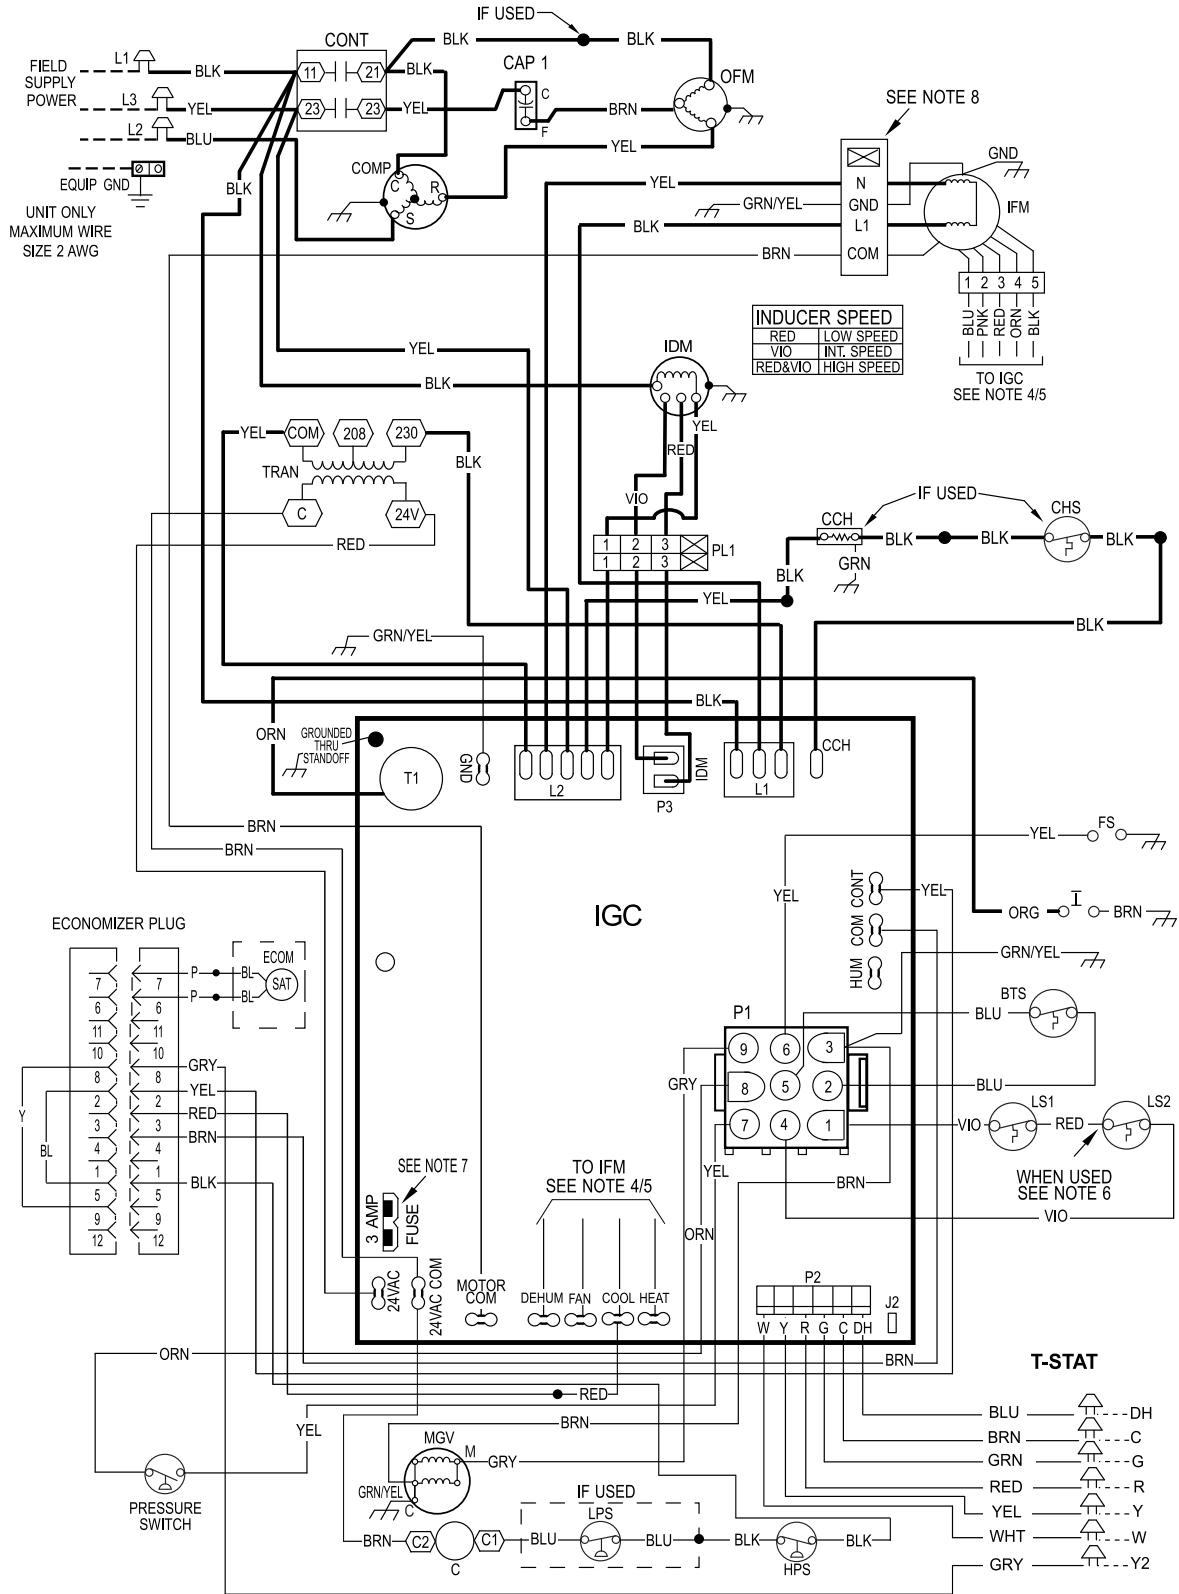 IF USED
CONT
BLK
BLK
CAP 1
OFM
FIELD
SUPPLY
POWER
L1
BLK
11
21
BLK
L3
YEL
23
23
YEL
C
F
BRN
L2
BLU
YEL
SEE NOTE 8
EQUIP GND
UNIT ONLY
MAXIMUM WIRE
SIZE 2 AWG
BLK
COMP
C
R
S
YEL
N
GND
GRN/YEL
GND
IFM
BLK
L1
BRN
COM
1 2 3 4 5
BLU
PNK
RED
ORN
BLK
TO IGC
SEE NOTE 4/5
INDUCER SPEED
RED LOW SPEED
VIO INT. SPEED
RED&VIO HIGH SPEED
IDM
YEL
BLK
YEL
RED
VIO
YEL
COM
208
230
BLK
TRAN
C
24V
RED
1 2 3
PL1
1 2 3
IF USED
CCH
CHS
BLK
BLK
BLK
GRN
BLK
YEL
BLK
GRN/YEL
BLK
ORN
GROUNDED
THRU
STANDOFF
T1
GND
L2
P3
IDM
L1
CCH
BRN
BRN
YEL
FS
YEL
CONT
YEL
COM
HUM
IGC
ORG
BRN
GRN/YEL
ECONOMIZER PLUG
ECOM
SAT
P
BL
P
BL
7
7
6
6
11
11
10
10
GRY
8
8
YEL
2
2
RED
3
3
BRN
4
4
1
1
BLK
5
5
9
9
12
12
Y
BL
P1
9
6
3
8
5
2
7
4
1
GRY
BTS
BLU
BLU
LS1
LS2
VIO
RED
WHEN USED
SEE NOTE 6
VIO
YEL
BRN
ORN
SEE NOTE 7
3 AMP
FUSE
TO IFM
SEE NOTE 4/5
24VAC
24VAC COM
MOTOR
COM
DEHUM
FAN
COOL
HEAT
P2
J2
W Y R G C DH
ORN
BRN
RED
YEL
BRN
T-STAT
BLU
DH
BRN
C
GRN
G
RED
R
YEL
Y
WHT
W
GRY
Y2
PRESSURE
SWITCH
MGV
M
GRY
GRN/YEL
C
IF USED
LPS
BRN
C2
C
C1
BLU
BLU
BLK
HPS
BLK